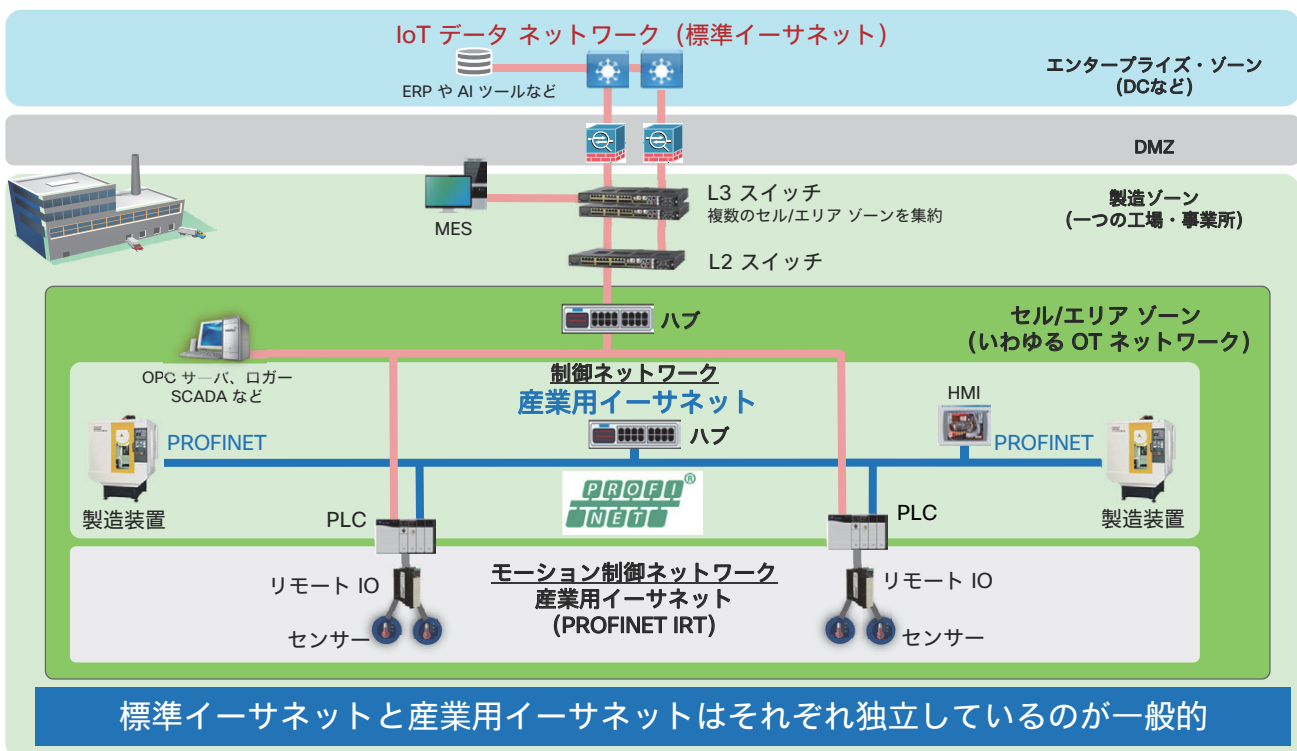 IoT データ ネットワーク（標準イーサネット）
ERP や AI ツールなど
エンタープライズ・ゾーン
(DCなど)
DMZ
MES
L3 スイッチ
複数のセル/エリア ゾーンを集約
製造ゾーン
(一つの工場・事業所)
L2 スイッチ
ハブ
セル/エリア ゾーン
(いわゆる OT ネットワーク)
OPC サーバ、ロガー
SCADA など
制御ネットワーク
産業用イーサネット
HMI
ハブ
PROFINET
PROFINET
PROFI®
NET
製造装置
PLC
PLC
製造装置
モーション制御ネットワーク
産業用イーサネット
(PROFINET IRT)
リモート IO
リモート IO
センサー
センサー
標準イーサネットと産業用イーサネットはそれぞれ独立しているのが一般的